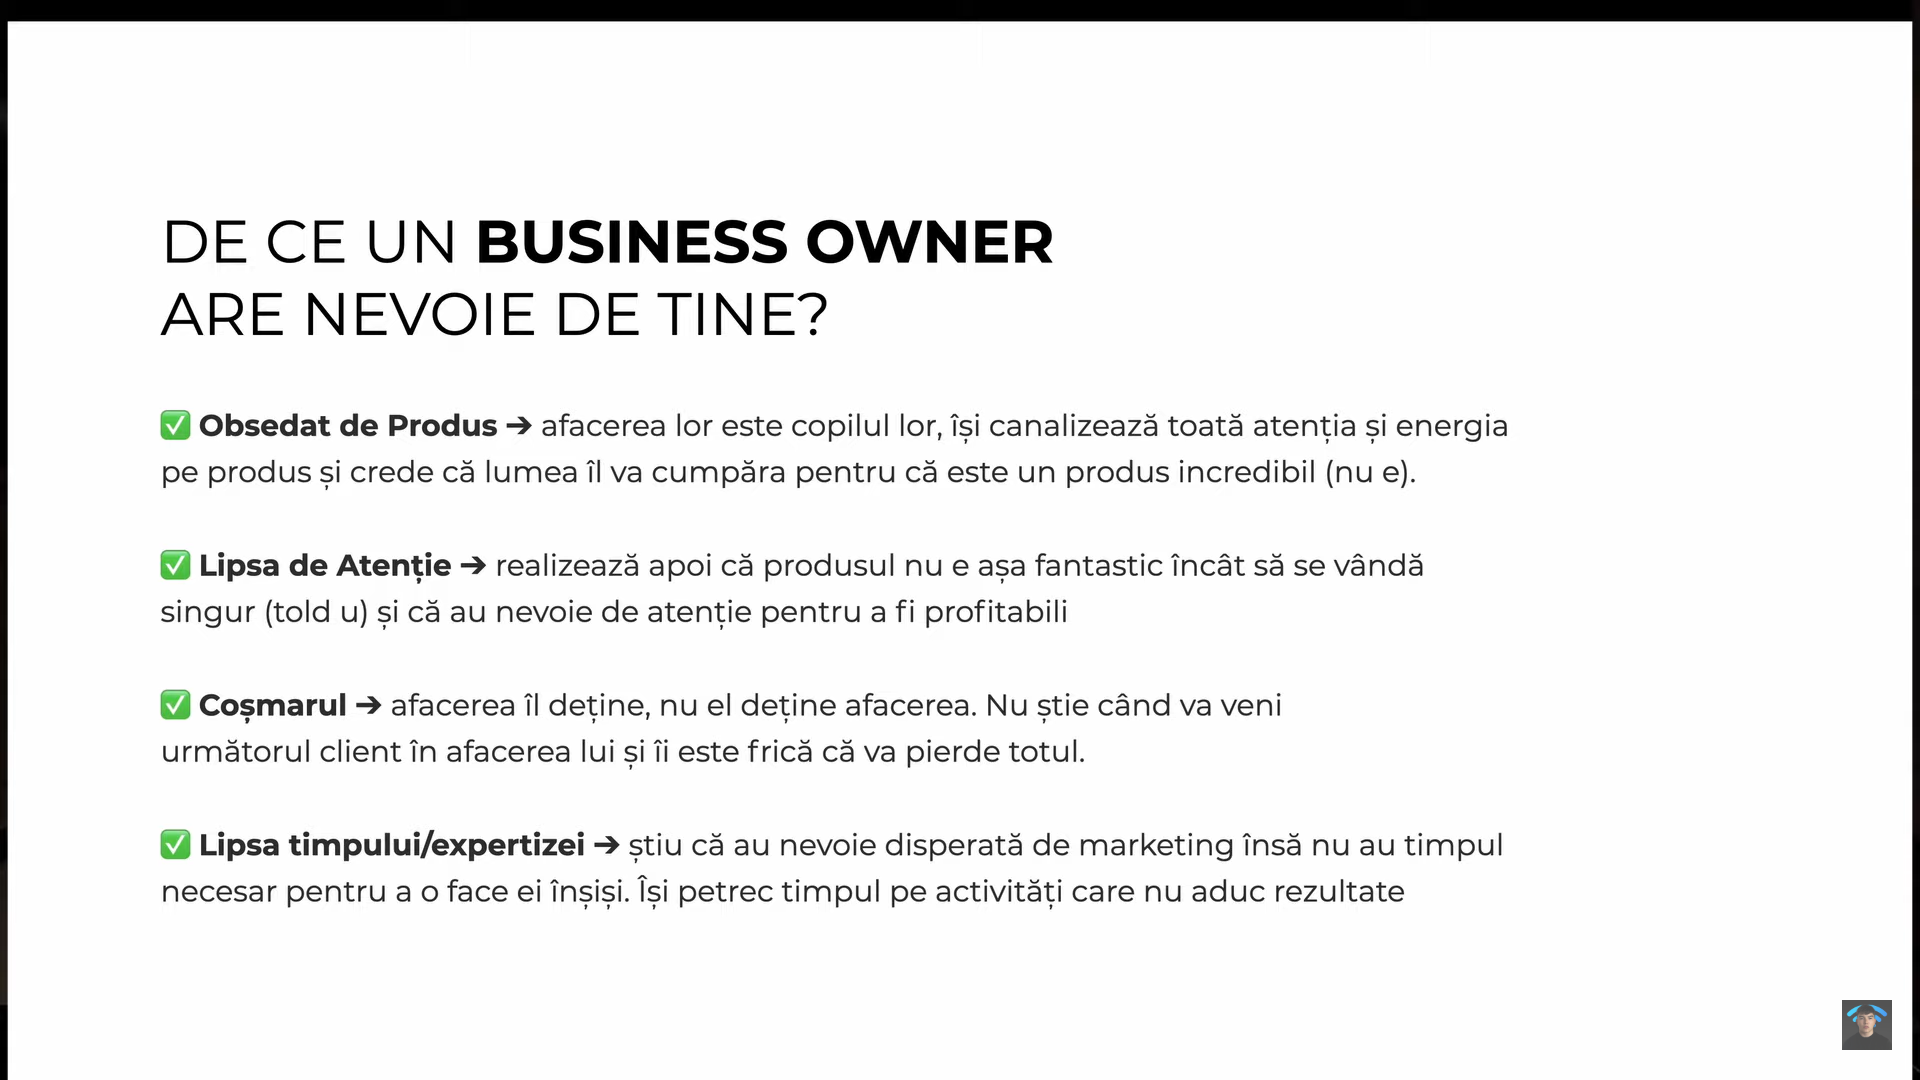 DE CE UN BUSINESS OWNER
ARE NEVOIE DE TINE?
✅ Obsedat de Produs ➔ afacerea lor este copilul lor, își canalizează toată atenția și energia
pe produs și crede că lumea îl va cumpăra pentru că este un produs incredibil (nu e).
✅ Lipsa de Atenție ➔ realizează apoi că produsul nu e așa fantastic încât să se vândă
singur (told u) și că au nevoie de atenție pentru a fi profitabili
✅ Coșmarul ➔ afacerea îl deține, nu el deține afacerea. Nu știe când va veni
următorul client în afacerea lui și îi este frică că va pierde totul.
✅ Lipsa timpului/expertizei ➔ știu că au nevoie disperată de marketing însă nu au timpul
necesar pentru a o face ei înșiși. Își petrec timpul pe activități care nu aduc rezultate